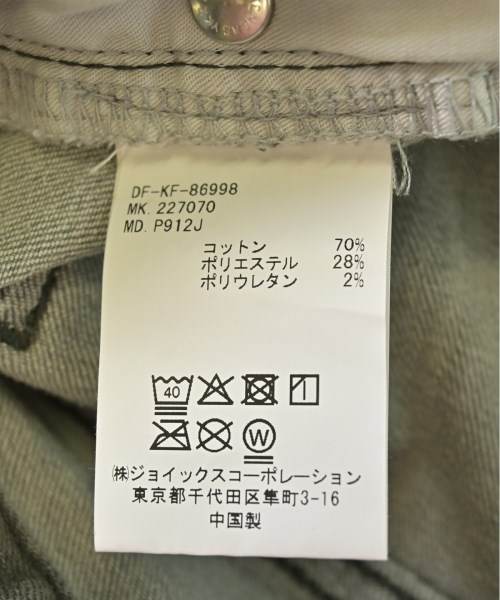 DF-KF-86998
MK. 227070
MD. P912J
コットン 70%
ポリエステル 28%
ポリウレタン 2%
40
W
㈱ジョイックスコーポレーション
東京都千代田区隼町3-16
中国製